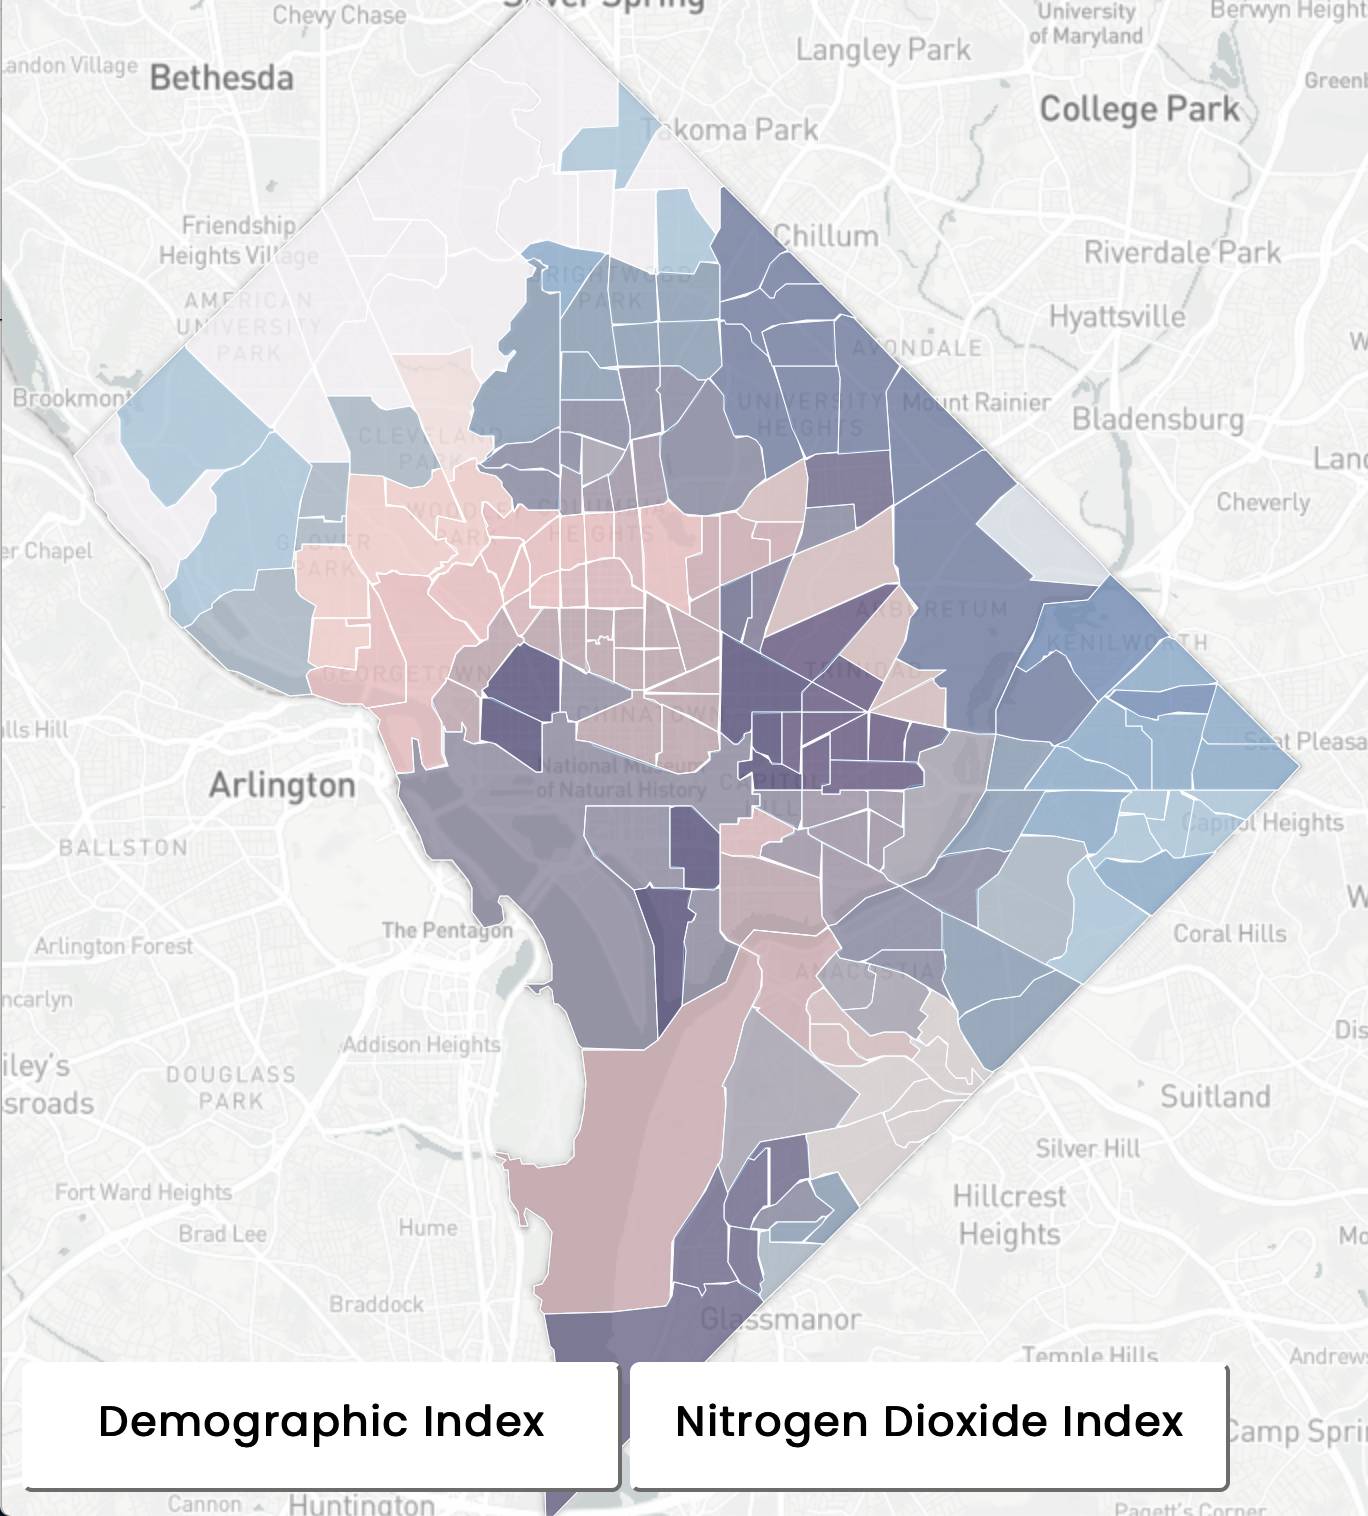 Silver Spring
Chevy Chase
University
of Maryland
Berwyn Height
Langley Park
andon Village
Bethesda
Greenb
College Park
Takoma Park
Friendship
Heights Village
Chillum
Riverdale Park
BRIGHTWOOD
PARK
AMERICAN
UNIVERSITY
PARK
Hyattsville
AVONDALE
Brookmont
UNIVERSITY
HEIGHTS
Mount Rainier
Bladensburg
CLEVELAND
PARK
Land
COLUMBIA
HEIGHTS
WOODLEY
PARK
Cheverly
GLOVER
PARK
er Chapel
ARBORETUM
KENILWORTH
GEORGETOWN
TRINIDAD
CHINATOWN
lls Hill
Seat Pleasa
Arlington
National Museum
of Natural History
CAPITOL
HILL
Capitol Heights
BALLSTON
The Pentagon
Coral Hills
Arlington Forest
ANACOSTIA
ncarlyn
Dis
Addison Heights
iley's
sroads
DOUGLASS
PARK
Suitland
Silver Hill
Fort Ward Heights
Hillcrest
Heights
Brad Lee
Hume
Mo
Braddock
Glassmanor
Temple Hills
Andrews
Demographic Index
Nitrogen Dioxide Index
Camp Spri
Cannon
Huntington
Pagett's Corner